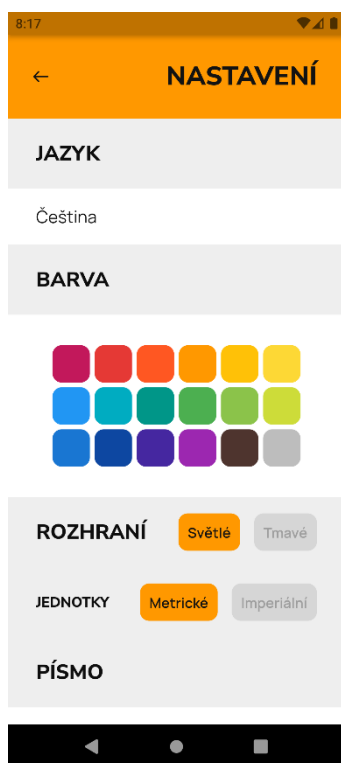 8:17
NASTAVENÍ
JAZYK
Čeština
BARVA
ROZHRANÍ Světlé Tmavé
JEDNOTKY Metrické Imperiální
PÍSMO